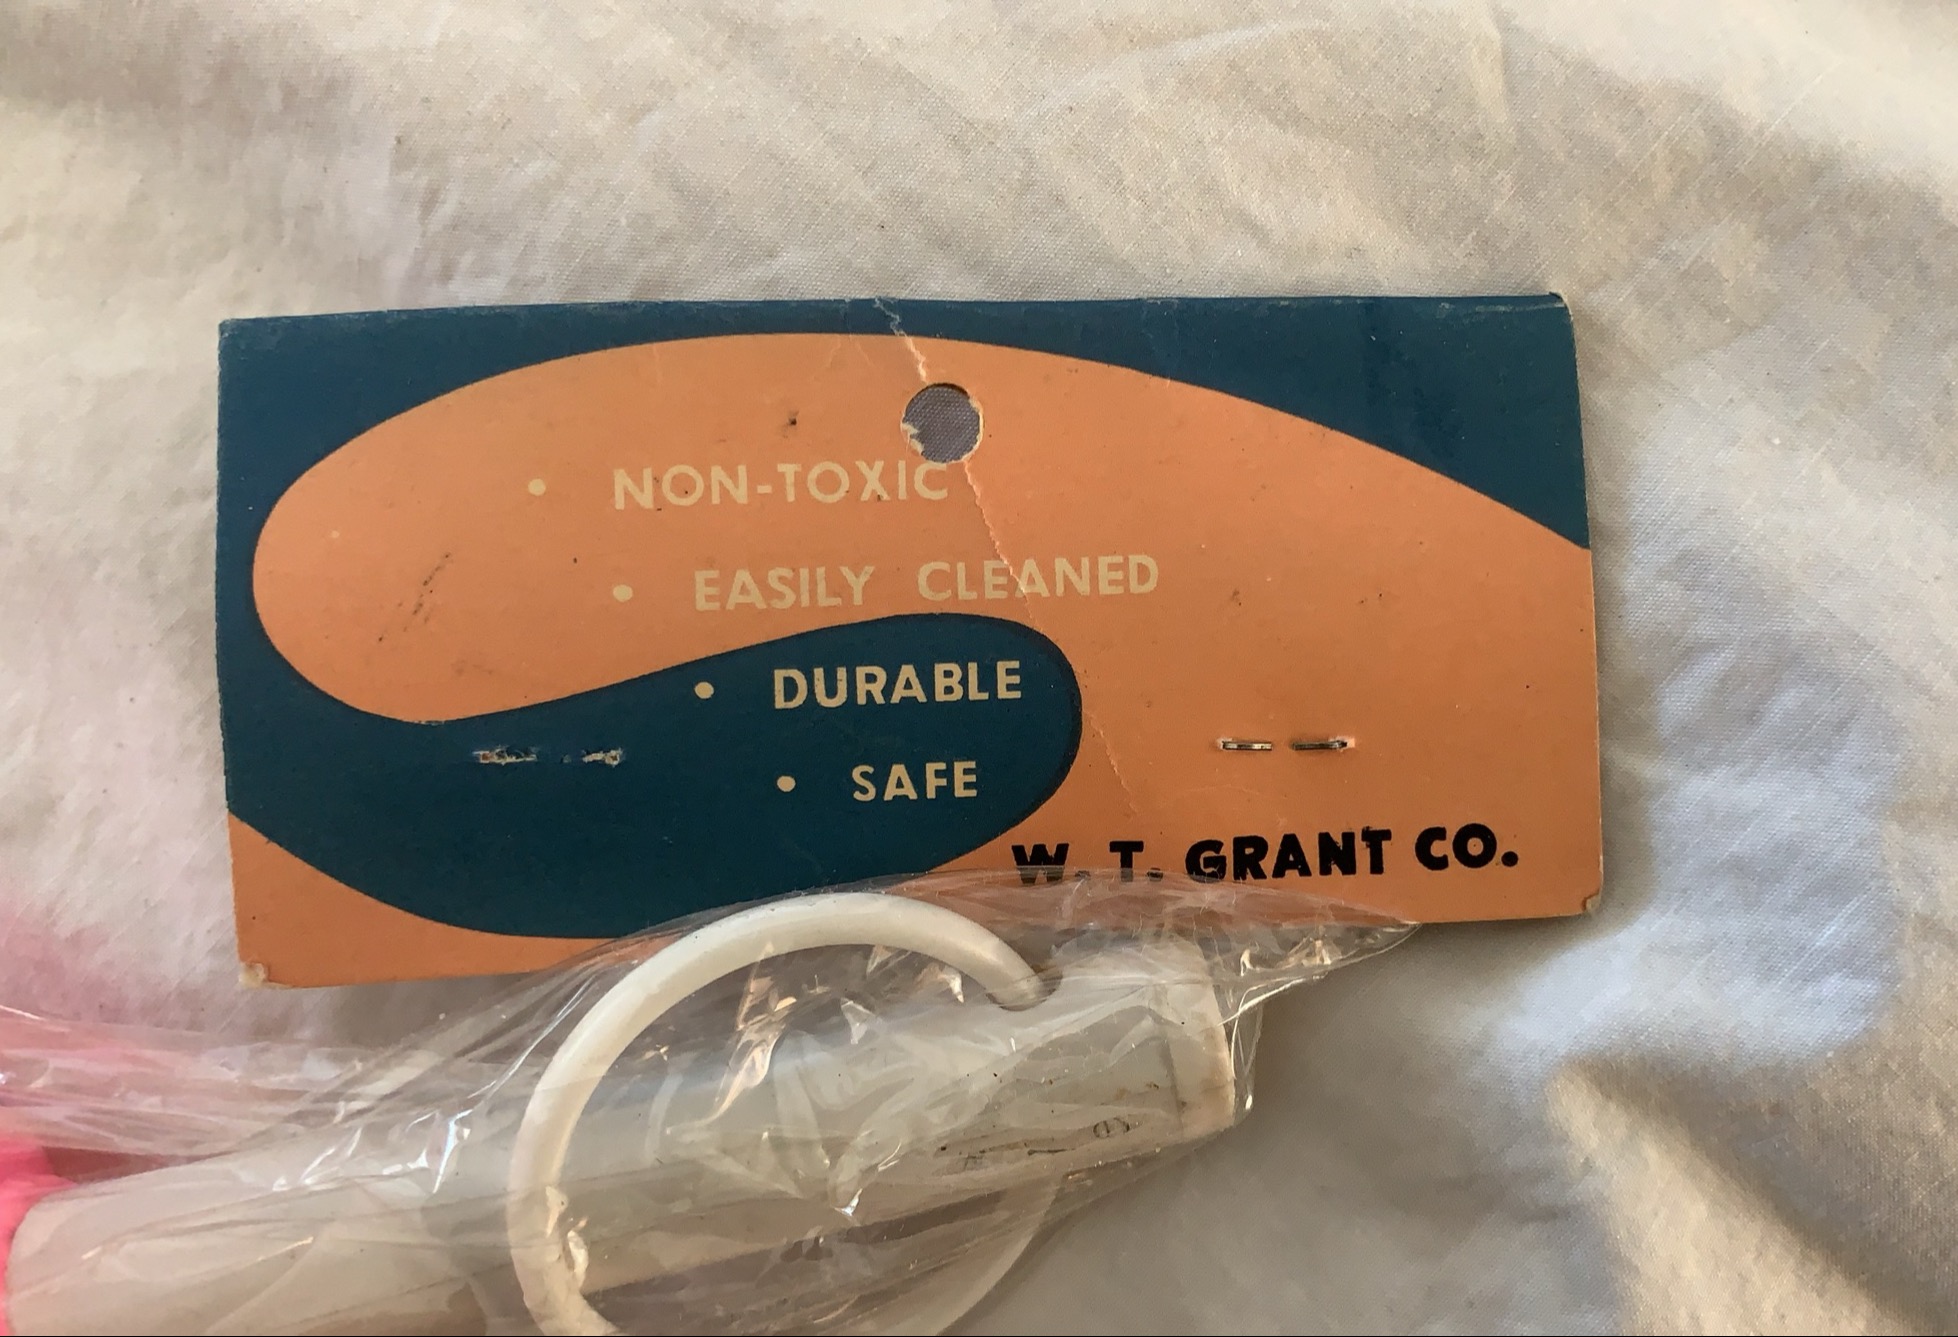 • NON-TOXIC
• EASILY CLEANED
• DURABLE
• SAFE
W. T. GRANT CO.